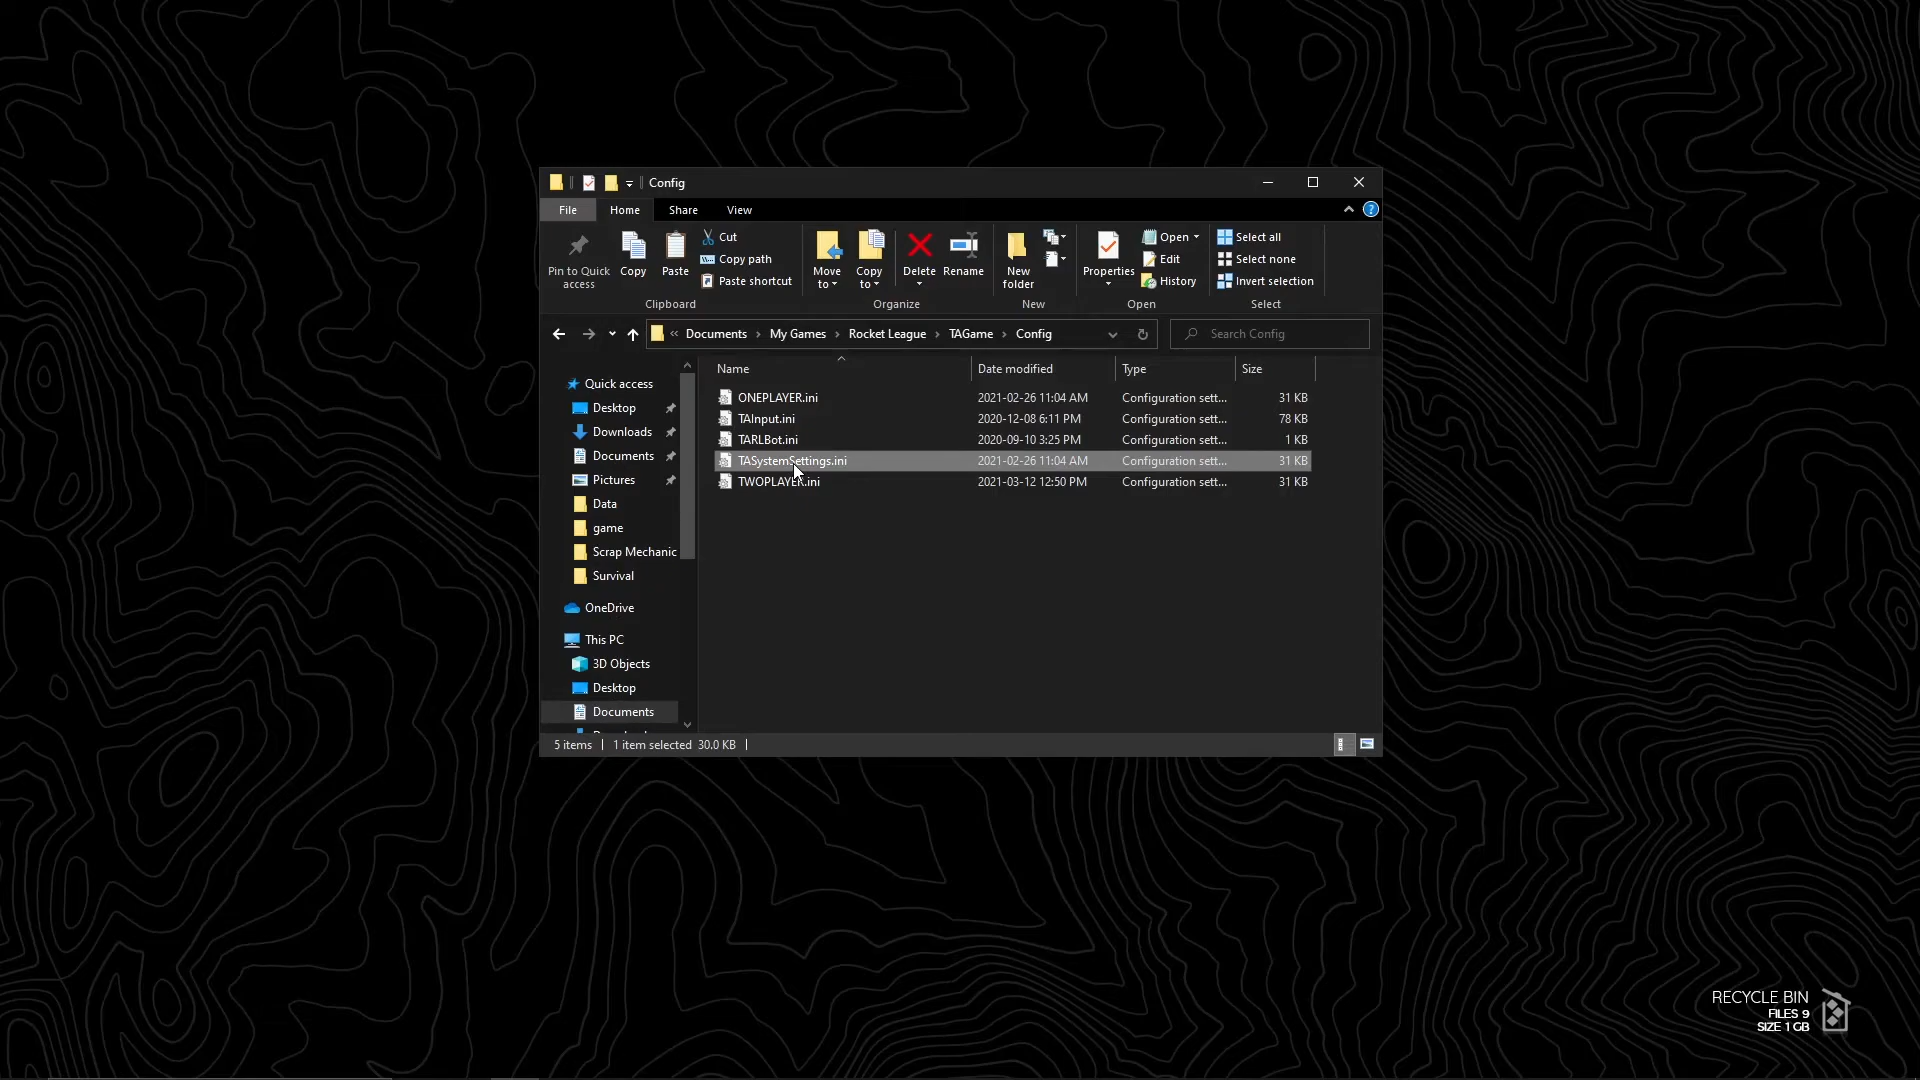 Config
File Home Share View
Pin to Quick access
Copy
Paste
Cut
Copy path
Paste shortcut
Clipboard
Move to
Copy to
Delete
Rename
Organize
New folder
New
Properties
Open
Edit
History
Open
Select all
Select none
Invert selection
Select
« Documents › My Games › Rocket League › TAGame › Config
Search Config
Quick access
Desktop
Downloads
Documents
Pictures
Data
game
Scrap Mechanic
Survival
OneDrive
This PC
3D Objects
Desktop
Documents
Name Date modified Type Size
ONEPLAYER.ini 2021-02-26 11:04 AM Configuration sett... 31 KB
TAInput.ini 2020-12-08 6:11 PM Configuration sett... 78 KB
TARLBot.ini 2020-09-10 3:25 PM Configuration sett... 1 KB
TASystemSettings.ini 2021-02-26 11:04 AM Configuration sett... 31 KB
TWOPLAYER.ini 2021-03-12 12:50 PM Configuration sett... 31 KB
5 items 1 item selected 30.0 KB
RECYCLE BIN
FILES 9
SIZE 1 GB